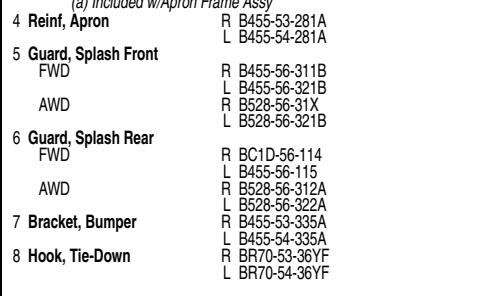 (a) Included w/Apron Frame Assy
4 Reinf, Apron R B455-53-281A
L B455-54-281A
5 Guard, Splash Front
FWD R B455-56-311B
L B455-56-321B
AWD R B528-56-31X
L B528-56-321B
6 Guard, Splash Rear
FWD R BC1D-56-114
L B455-56-115
AWD R B528-56-312A
L B528-56-322A
7 Bracket, Bumper R B455-53-335A
L B455-54-335A
8 Hook, Tie-Down R BR70-53-36YF
L BR70-54-36YF